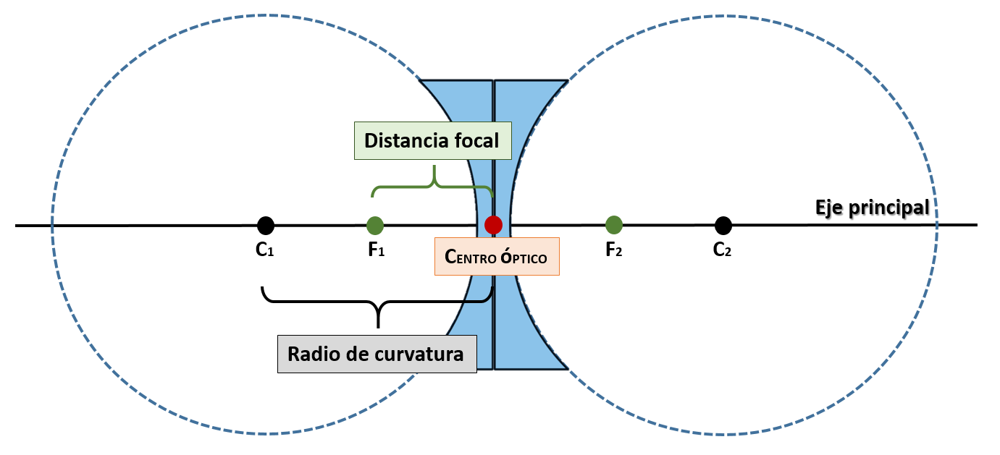 Distancia focal
Eje principal
C1
F1
CENTRO ÓPTICO
F2
C2
Radio de curvatura